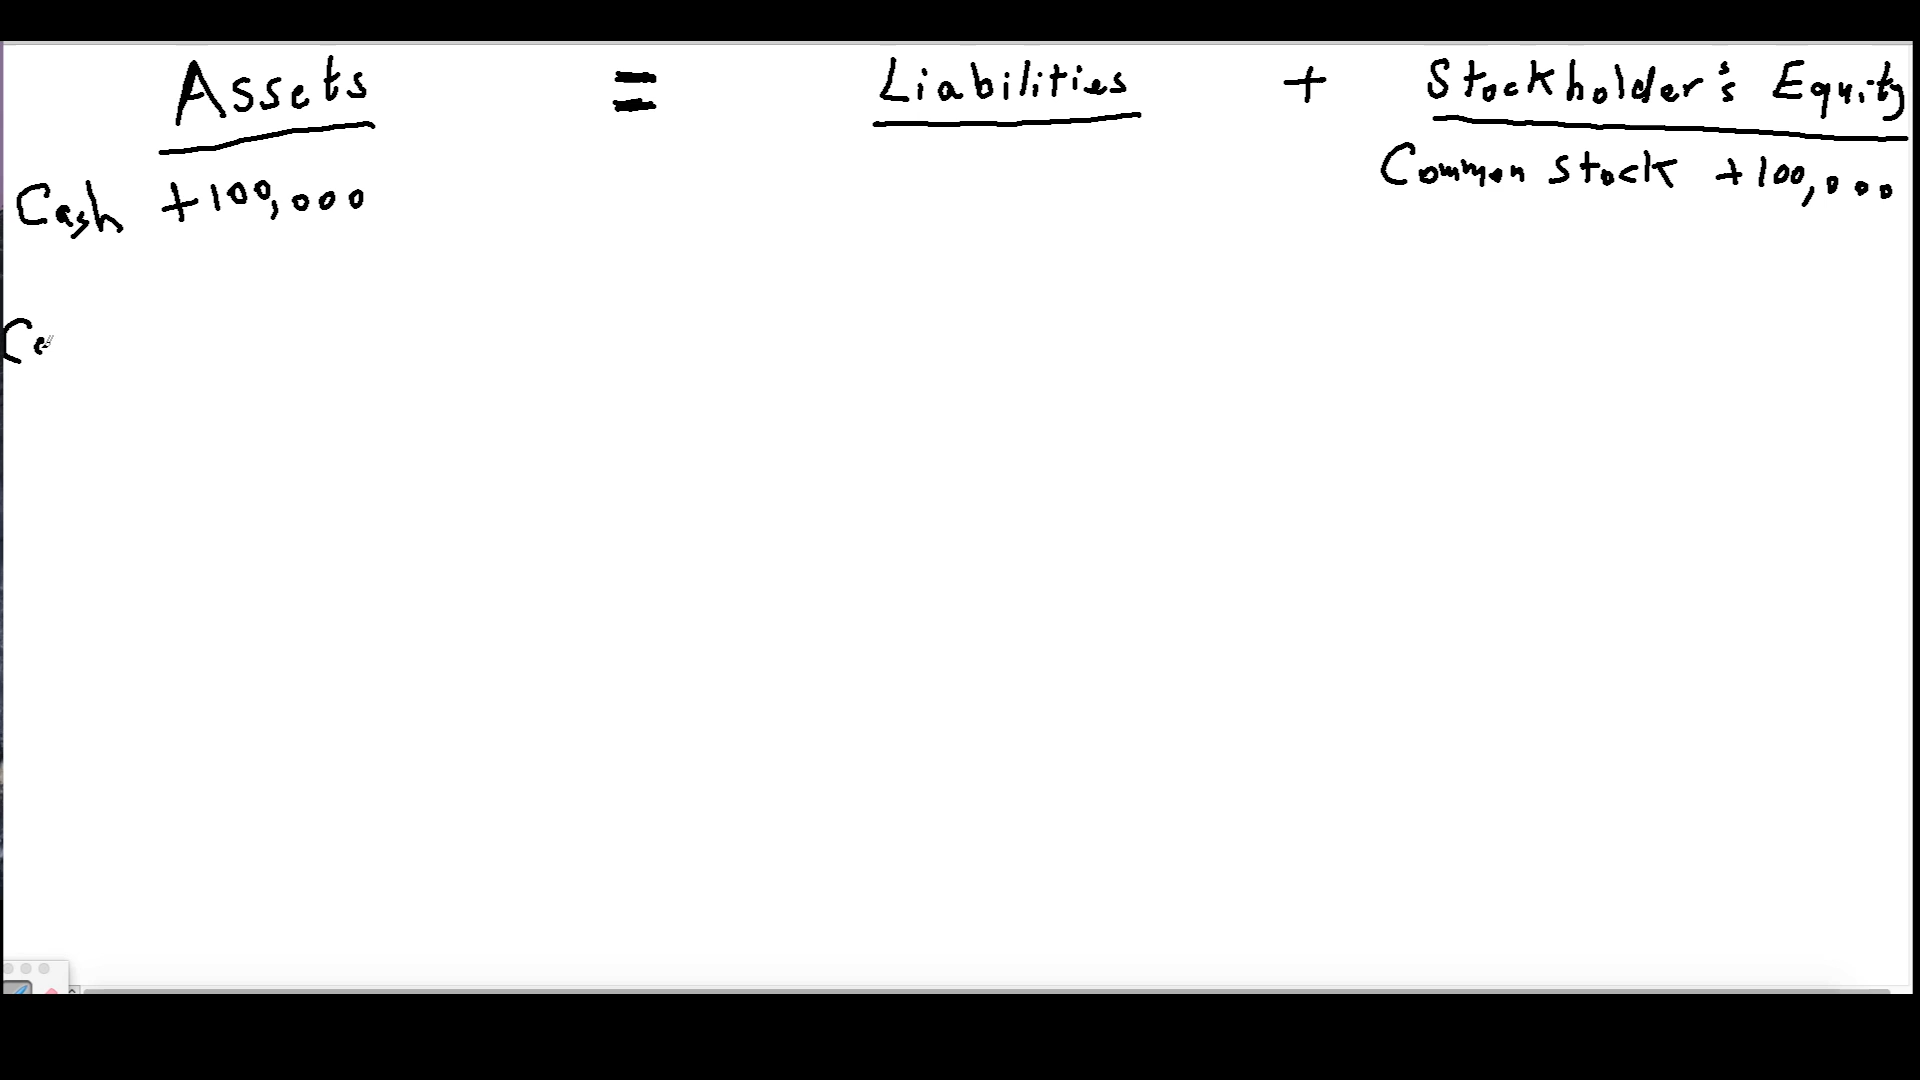 Assets = Liabilities + Stockholder's Equity
Cash +100,000 Common Stock +100,000